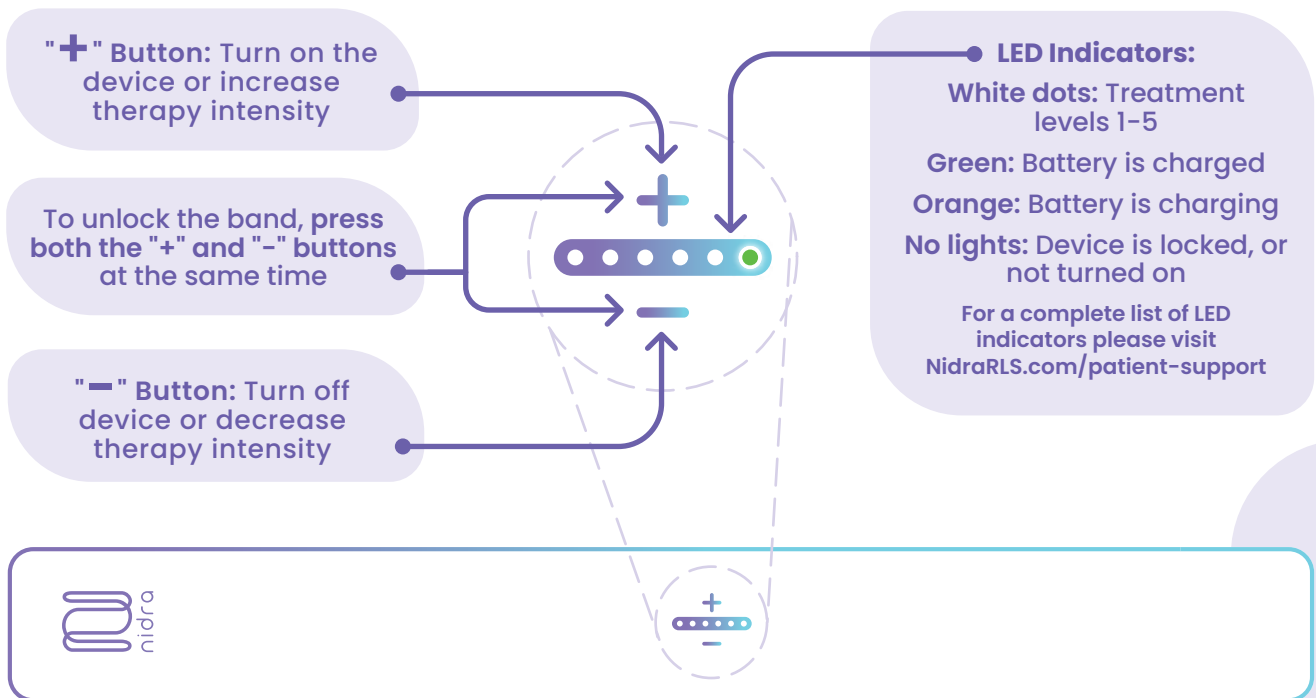 "+" Button: Turn on the
device or increase
therapy intensity
To unlock the band, press
both the "+" and "-" buttons
at the same time
"-" Button: Turn off
device or decrease
therapy intensity
LED Indicators:
White dots: Treatment
levels 1-5
Green: Battery is charged
Orange: Battery is charging
No lights: Device is locked, or
not turned on
For a complete list of LED
indicators please visit
NidraRLS.com/patient-support
+
-
nidra
+
-